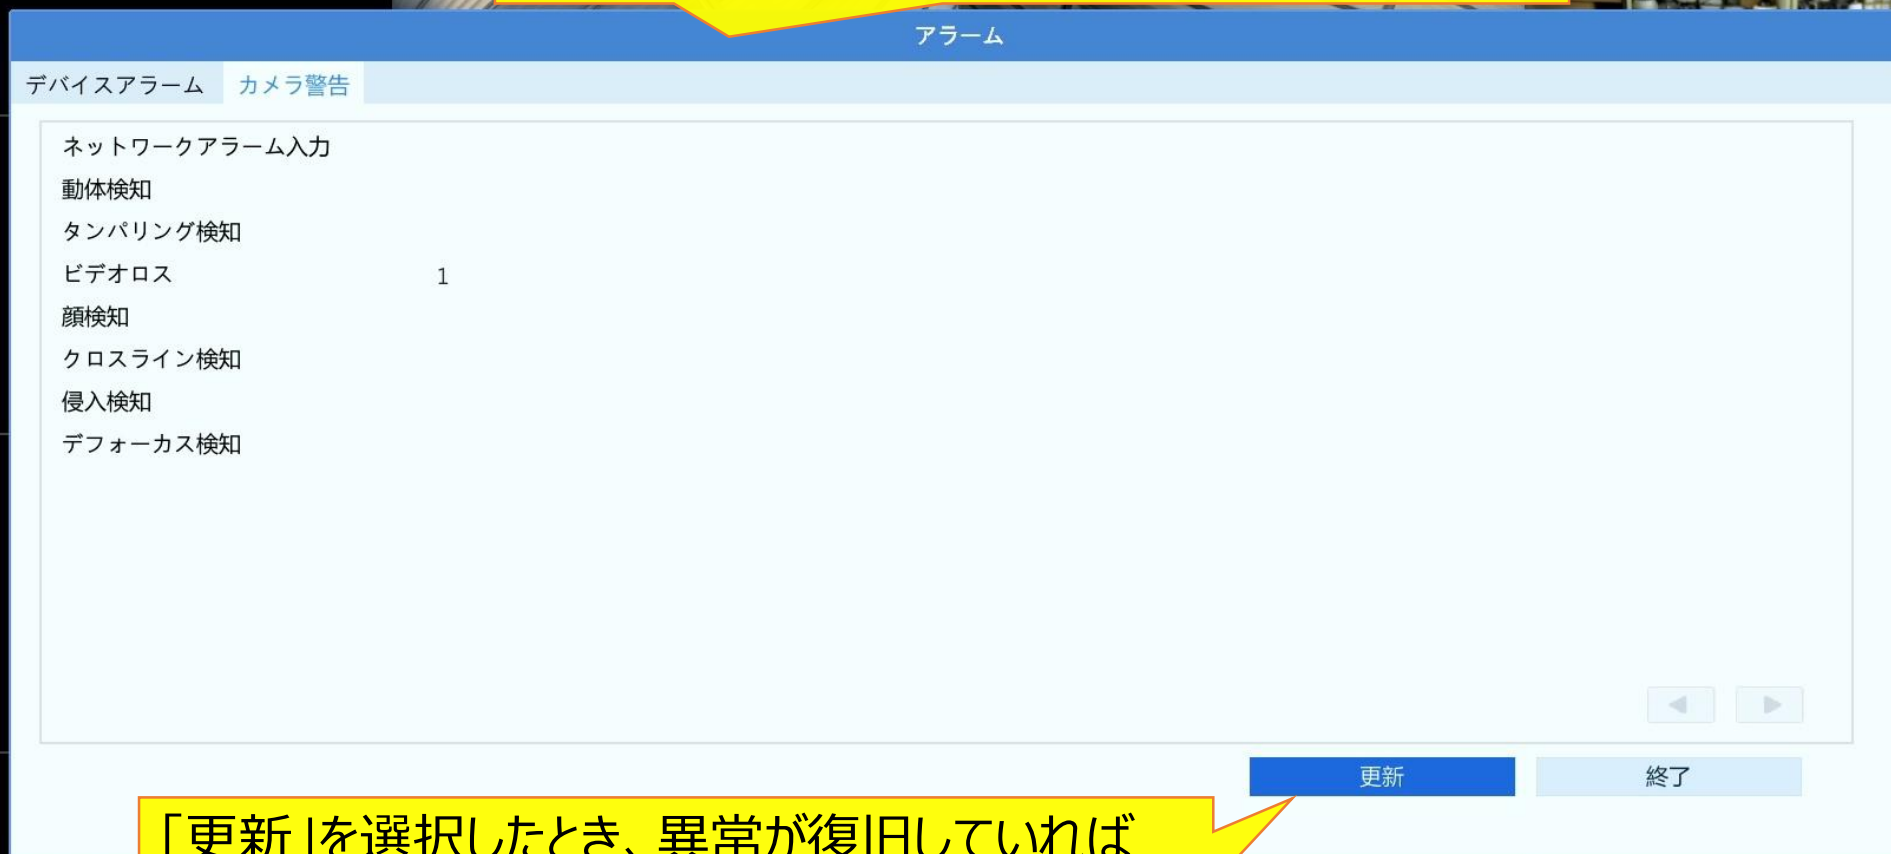 アラーム
デバイスアラーム カメラ警告
ネットワークアラーム入力
動体検知
タンパリング検知
ビデオロス 1
顔検知
クロスライン検知
侵入検知
デフォーカス検知
更新 終了
「更新」を選択したとき、異常が復旧していれば